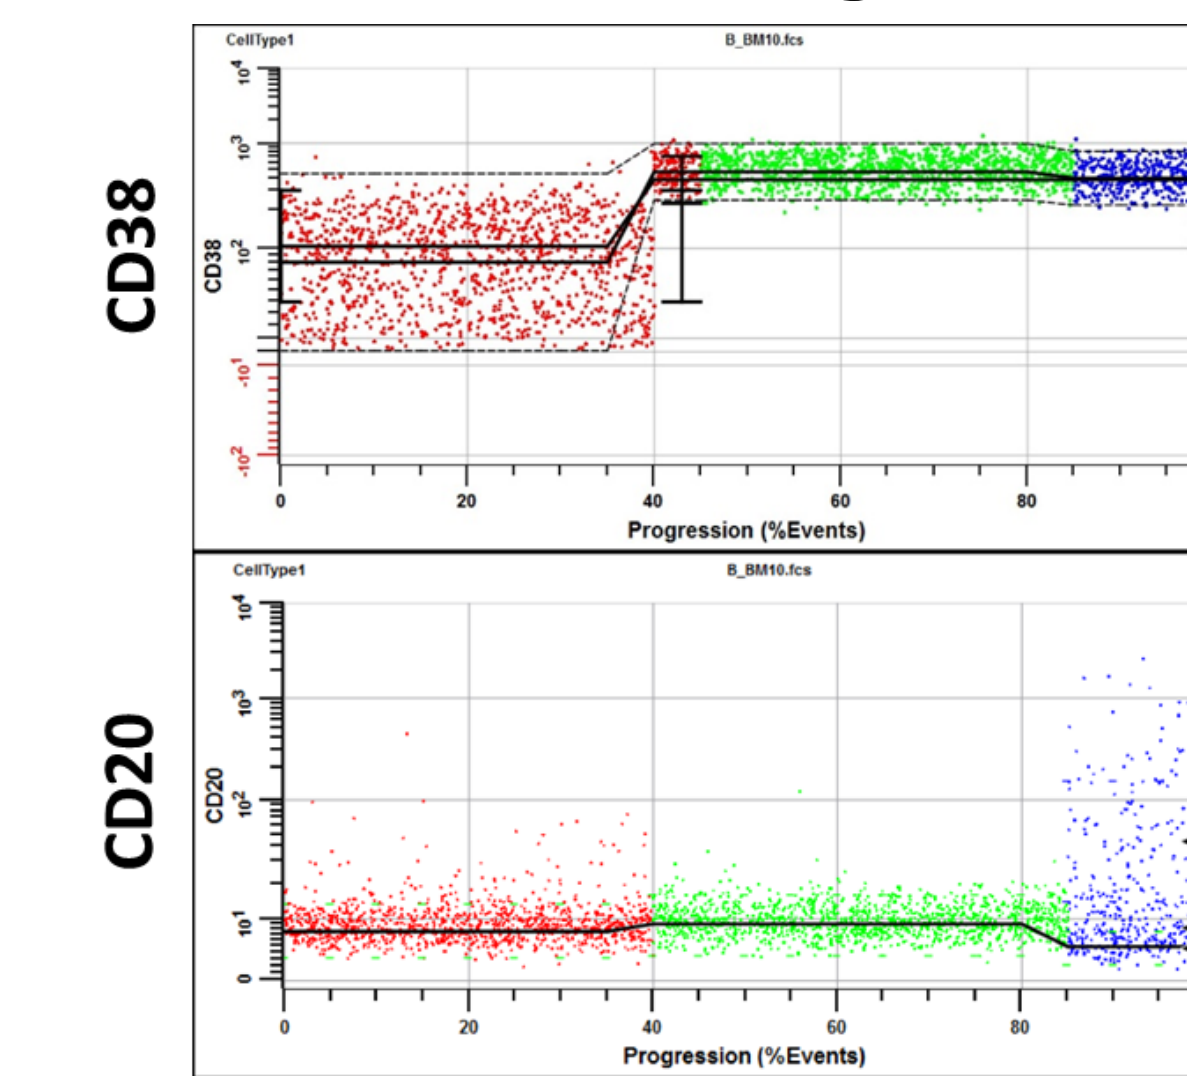 CellType1 B_BM10.fcs
CD38
CD38
10^4
10^3
10^2
-10^1
-10^2
0 20 40 60 80
Progression (%Events)
CellType1 B_BM10.fcs
CD20
CD20
10^4
10^3
10^2
10^1
0
0 20 40 60 80
Progression (%Events)